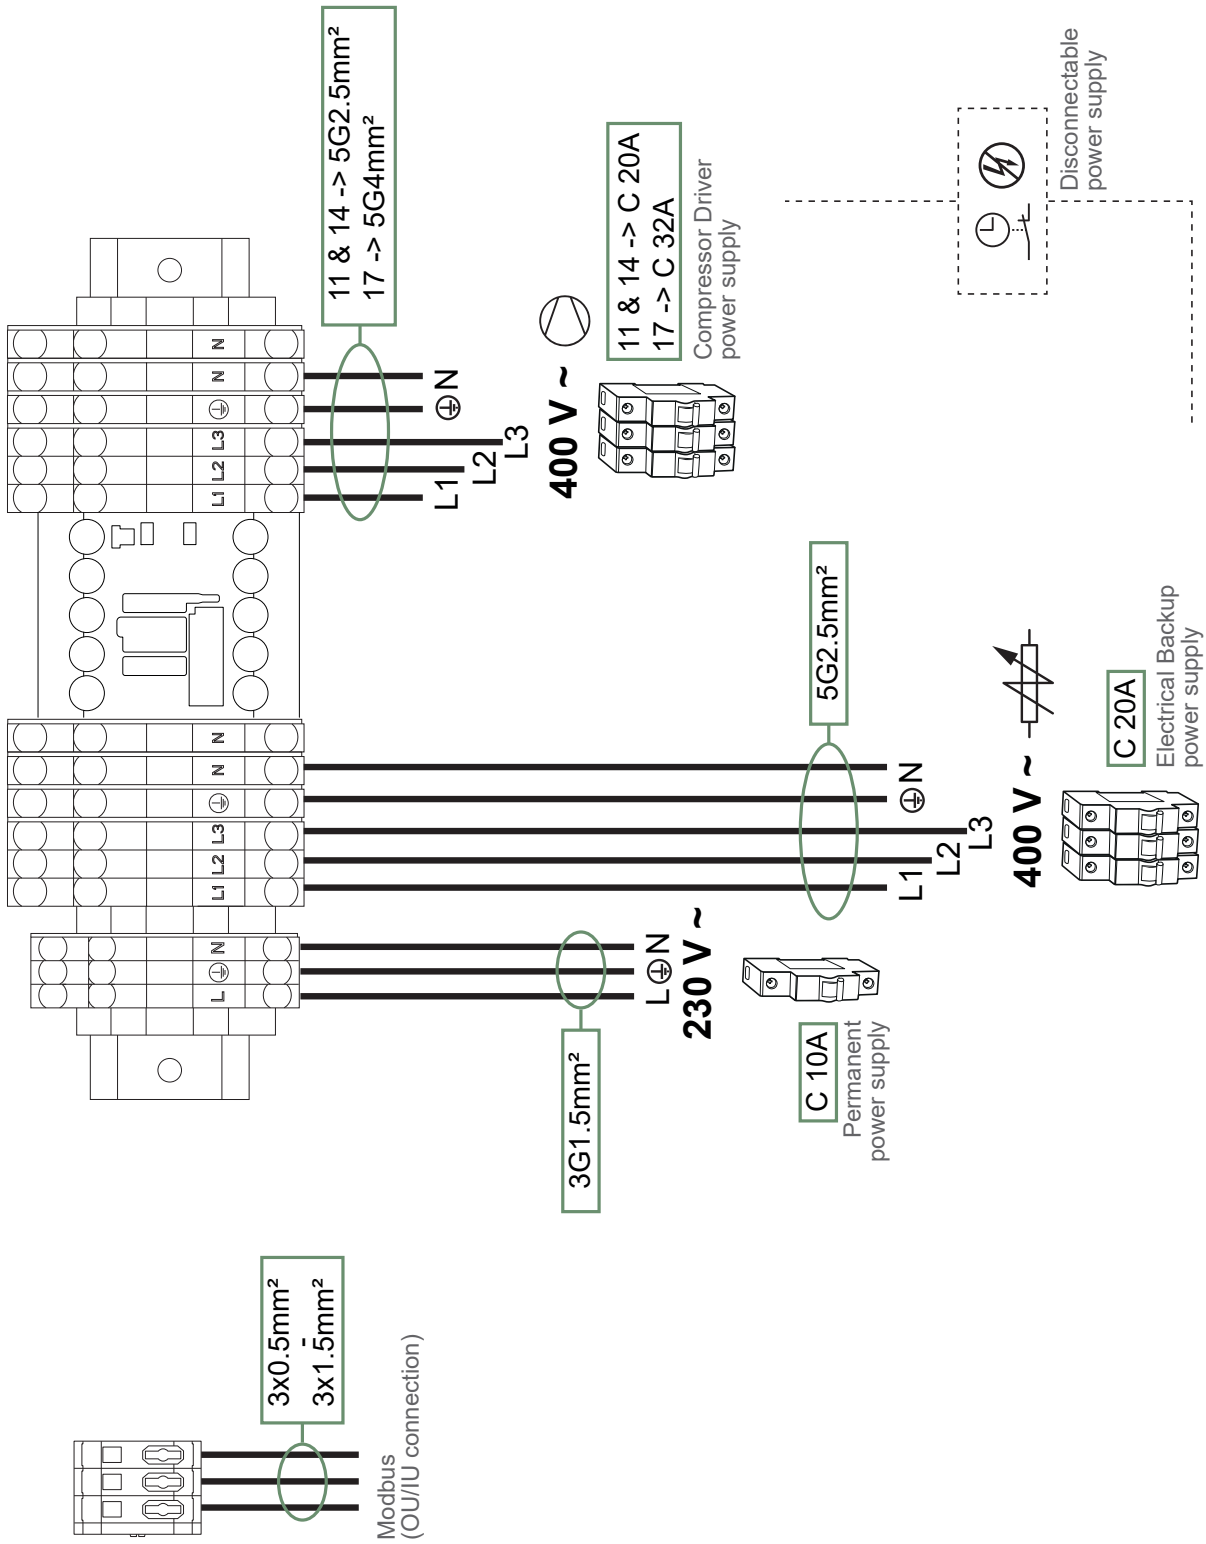 L ⏚ N
L1 L2 L3 ⏚ N N
L1 L2 L3 ⏚ N N
3x0.5mm²
-
3x1.5mm²
Modbus
(OU/IU connection)
3G1.5mm²
L ⏚ N
230 V ~
C 10A
Permanent
power supply
5G2.5mm²
L1
L2
L3
⏚ N
400 V ~
C 20A
Electrical Backup
power supply
11 & 14 -> 5G2.5mm²
17 -> 5G4mm²
L1
L2
L3
⏚ N
400 V ~
11 & 14 -> C 20A
17 -> C 32A
Compressor Driver
power supply
Disconnectable
power supply